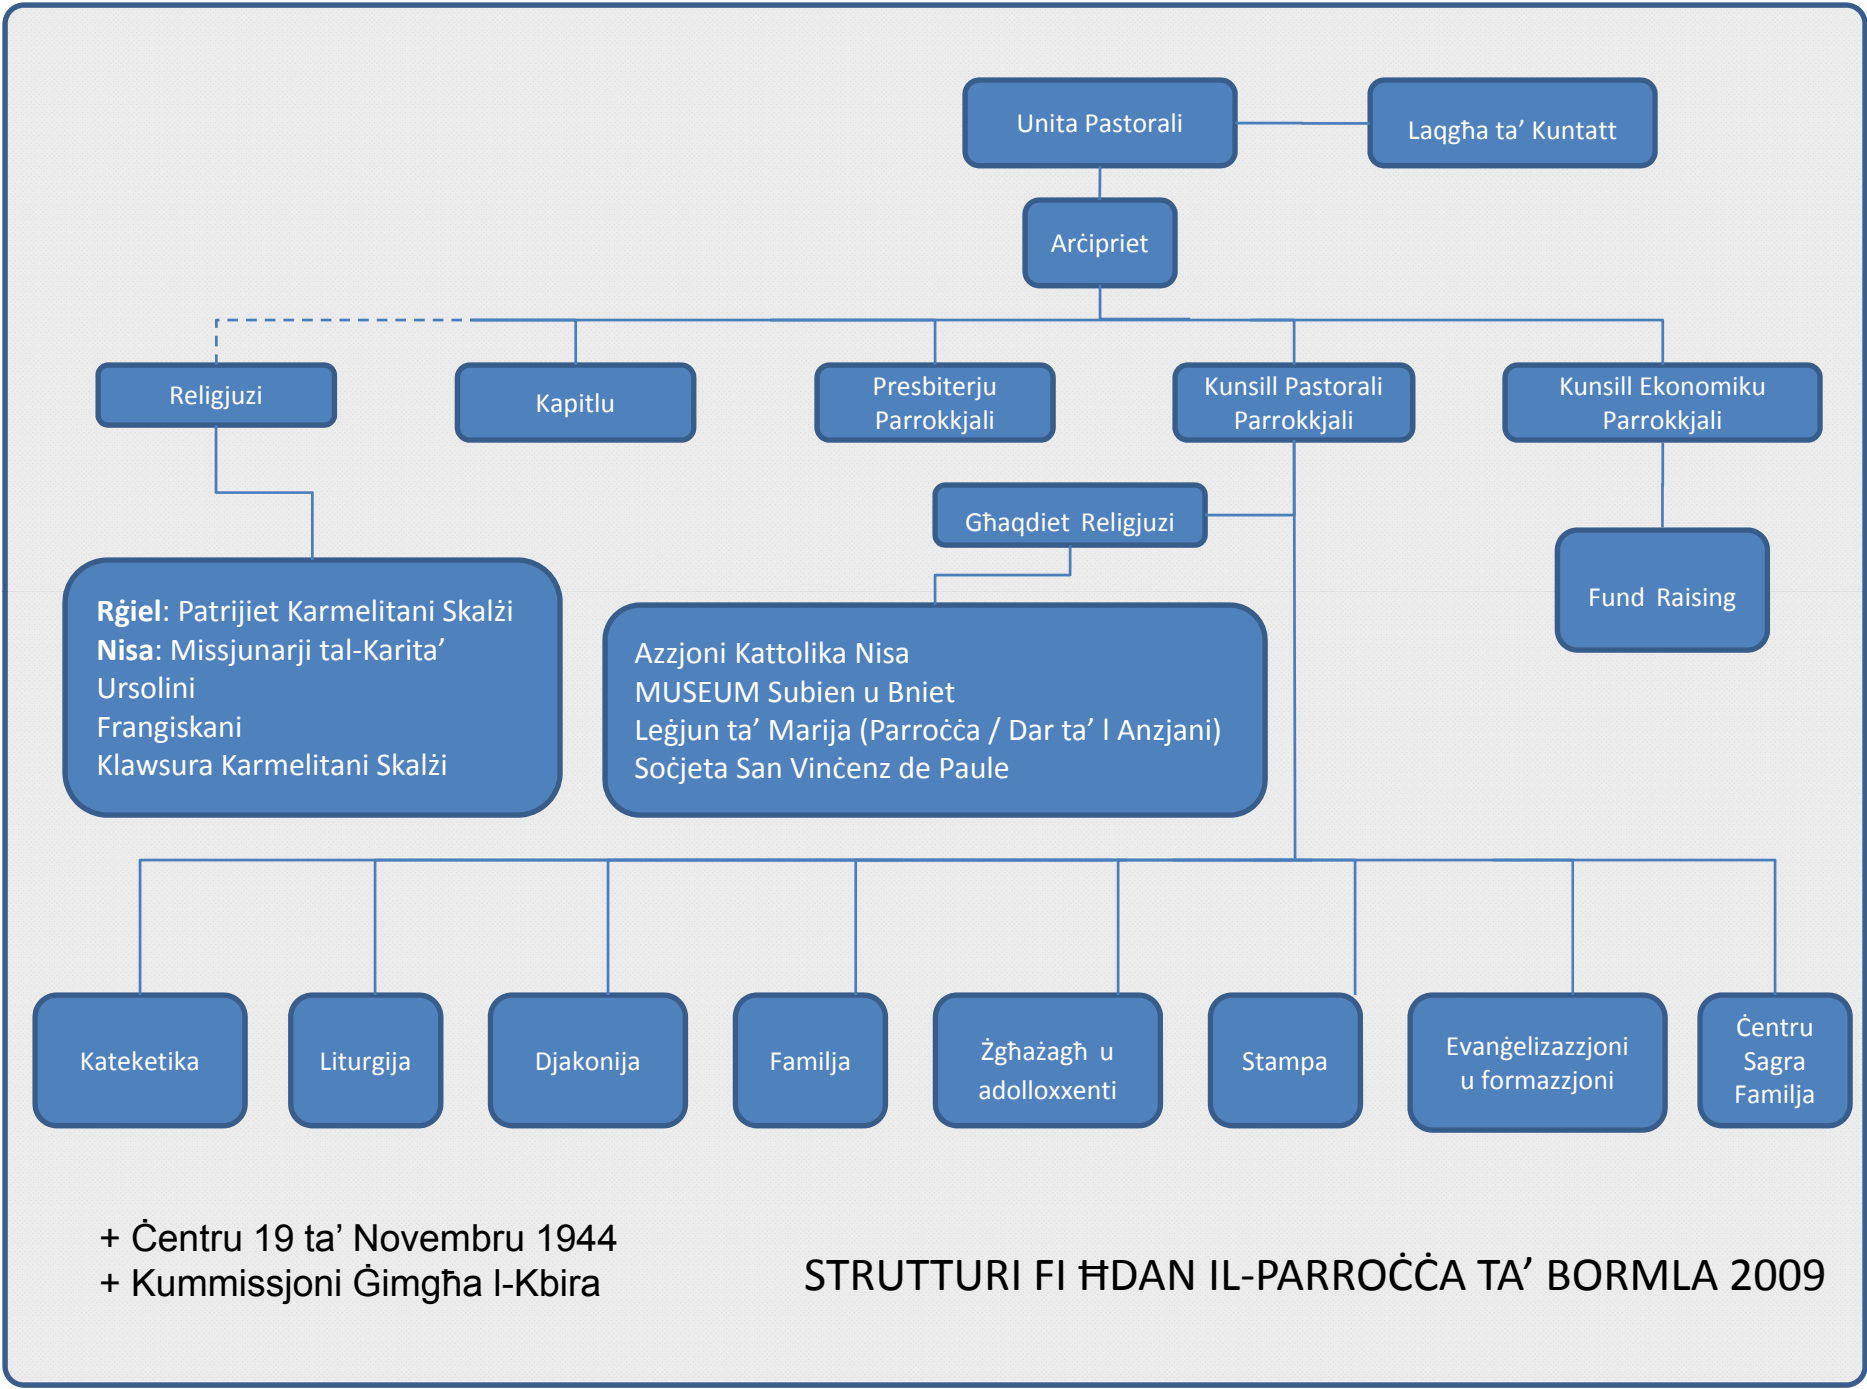 Unita Pastorali
Laqgħa ta’ Kuntatt
Arċipriet
Religjuzi
Kapitlu
Presbiterju
Parrokkjali
Kunsill Pastorali
Parrokkjali
Kunsill Ekonomiku
Parrokkjali
Għaqdiet Religjuzi
Fund Raising
Rġiel: Patrijiet Karmelitani Skalżi
Nisa: Missjunarji tal-Karita’
Ursolini
Frangiskani
Klawsura Karmelitani Skalżi
Azzjoni Kattolika Nisa
MUSEUM Subien u Bniet
Leġjun ta’ Marija (Parroċċa / Dar ta’ l Anzjani)
Soċjeta San Vinċenz de Paule
Kateketika
Liturgija
Djakonija
Familja
Żgħażagħ u
adolloxxenti
Stampa
Evanġelizazzjoni
u formazzjoni
Ċentru
Sagra
Familja
+ Ċentru 19 ta’ Novembru 1944
+ Kummissjoni Ġimgħa l-Kbira
STRUTTURI FI ĦDAN IL-PARROĊĊA TA’ BORMLA 2009